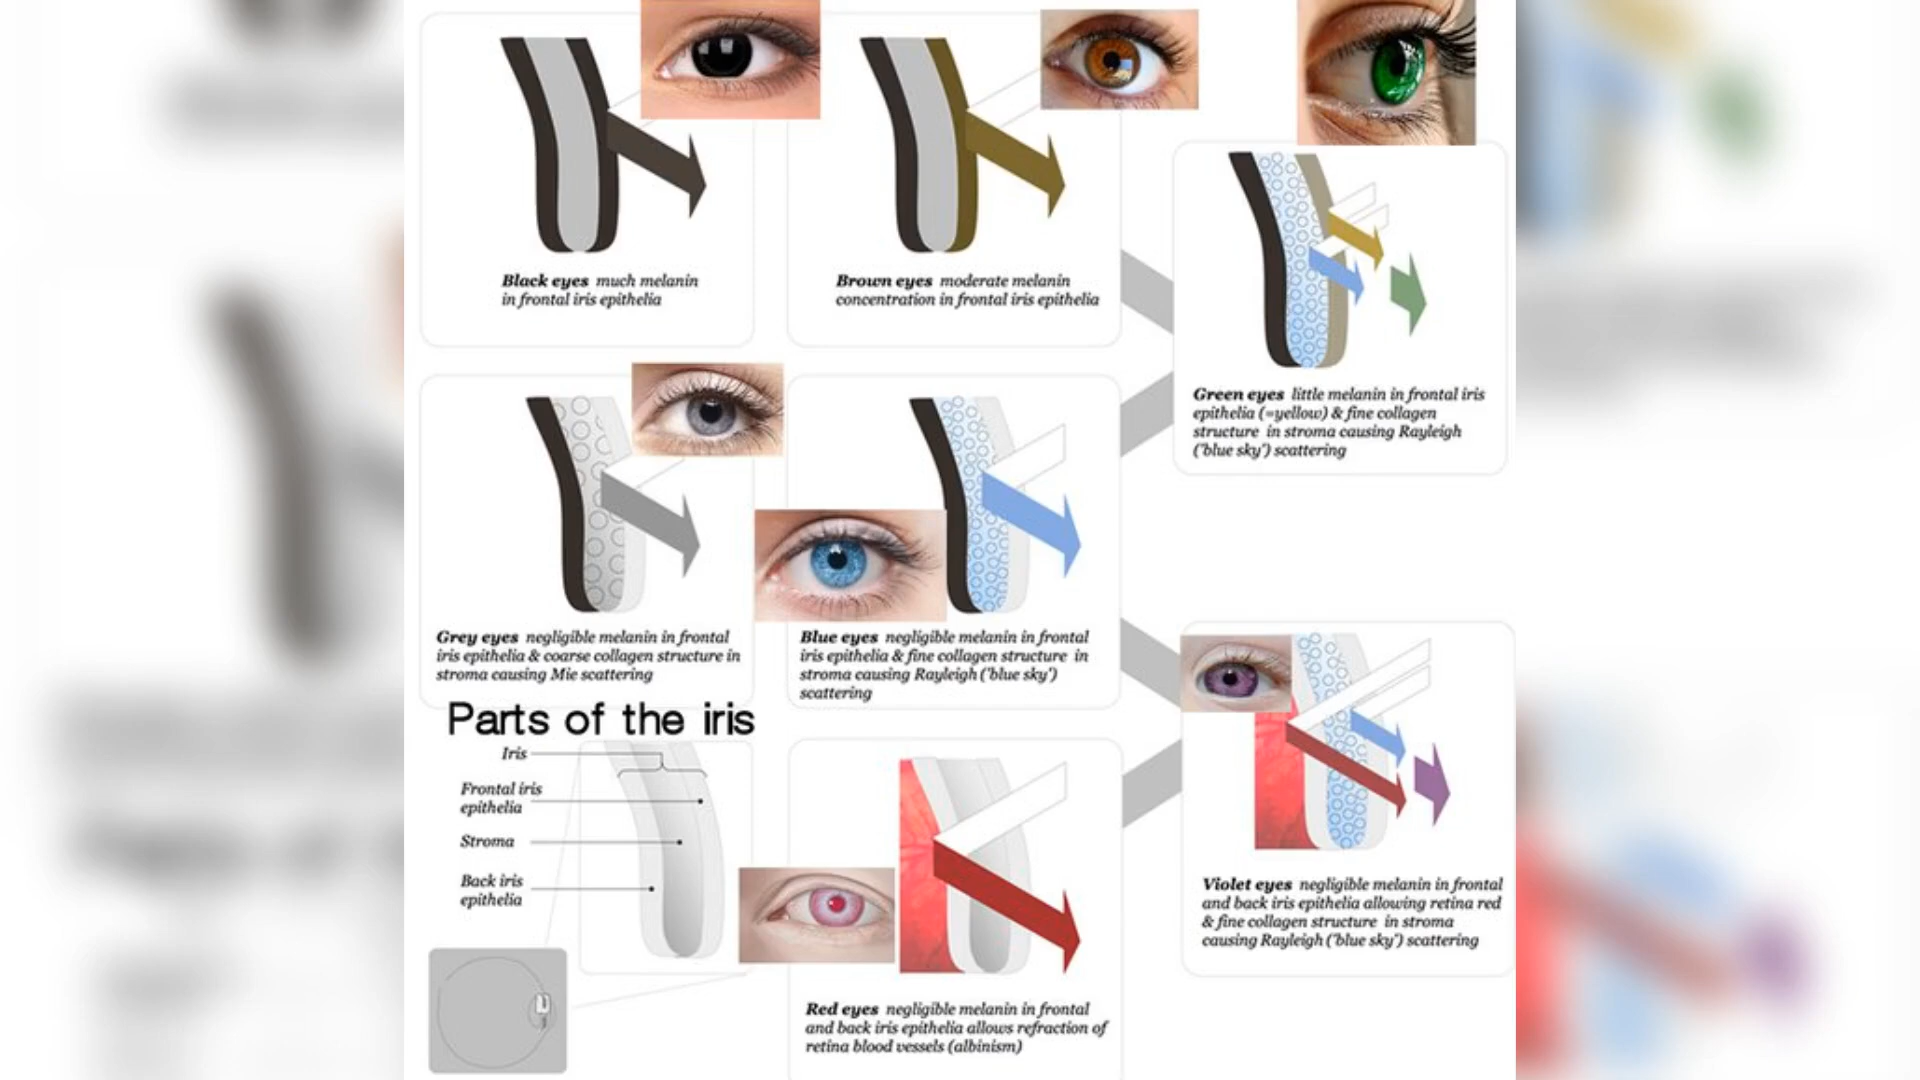 Black eyes much melanin
in frontal iris epithelia
Brown eyes moderate melanin
concentration in frontal iris epithelia
Green eyes little melanin in frontal iris
epithelia (=yellow) & fine collagen
structure in stroma causing Rayleigh
('blue sky') scattering
Grey eyes negligible melanin in frontal
iris epithelia & coarse collagen structure in
stroma causing Mie scattering
Blue eyes negligible melanin in frontal
iris epithelia & fine collagen structure in
stroma causing Rayleigh ('blue sky')
scattering
Parts of the iris
Iris
Frontal iris
epithelia
Stroma
Back iris
epithelia
Red eyes negligible melanin in frontal
and back iris epithelia allows refraction of
retina blood vessels (albinism)
Violet eyes negligible melanin in frontal
and back iris epithelia allowing retina red
& fine collagen structure in stroma
causing Rayleigh ('blue sky') scattering